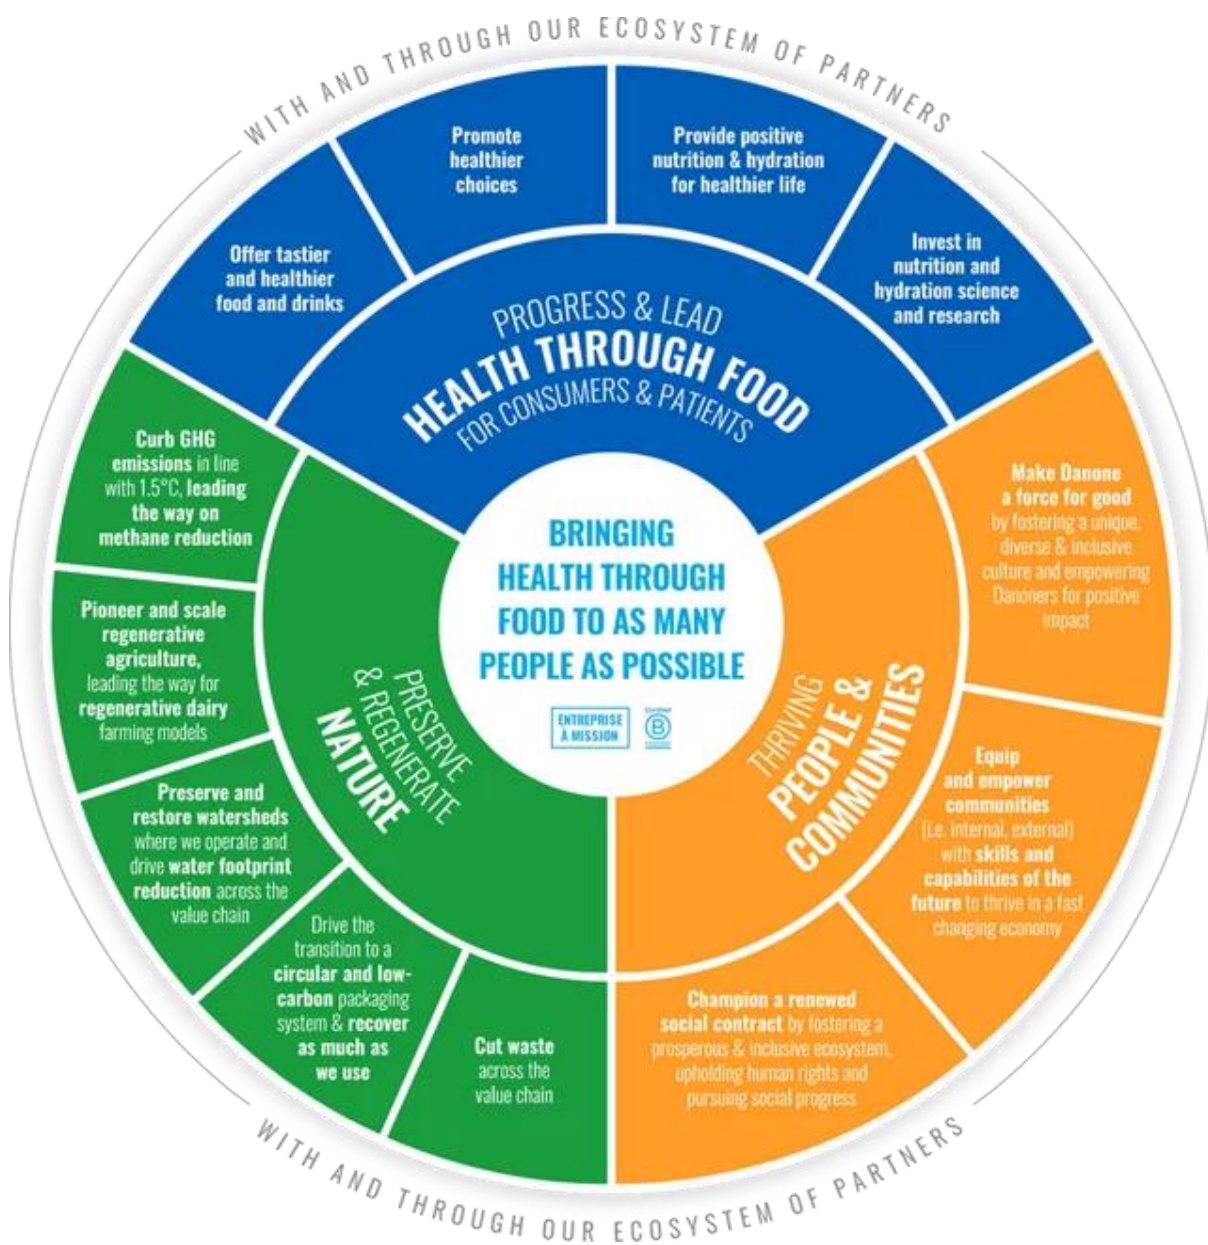 WITH AND THROUGH OUR ECOSYSTEM OF PARTNERS
Promote
healthier
choices
Provide positive
nutrition & hydration
for healthier life
Offer tastier
and healthier
food and drinks
Invest in
nutrition and
hydration science
and research
PROGRESS & LEAD
HEALTH THROUGH FOOD
FOR CONSUMERS & PATIENTS
Curb GHG
emissions in line
with 1.5°C, leading
the way on
methane reduction
Pioneer and scale
regenerative
agriculture,
leading the way for
regenerative dairy
farming models
Preserve and
restore watersheds
where we operate and
drive water footprint
reduction across the
value chain
Drive the
transition to a
circular and low-
carbon packaging
system & recover
as much as
we use
Cut waste
across the
value chain
PRESERVE
& REGENERATE
NATURE
BRINGING
HEALTH THROUGH
FOOD TO AS MANY
PEOPLE AS POSSIBLE
ENTREPRISE
À MISSION
Certified
B
THRIVING
PEOPLE &
COMMUNITIES
Make Danone
a force for good
by fostering a unique,
diverse & inclusive
culture and empowering
Danoners for positive
impact
Equip
and empower
communities
(i.e. internal, external)
with skills and
capabilities of the
future to thrive in a fast
changing economy
Champion a renewed
social contract by fostering a
prosperous & inclusive ecosystem,
upholding human rights and
pursuing social progress
WITH AND THROUGH OUR ECOSYSTEM OF PARTNERS